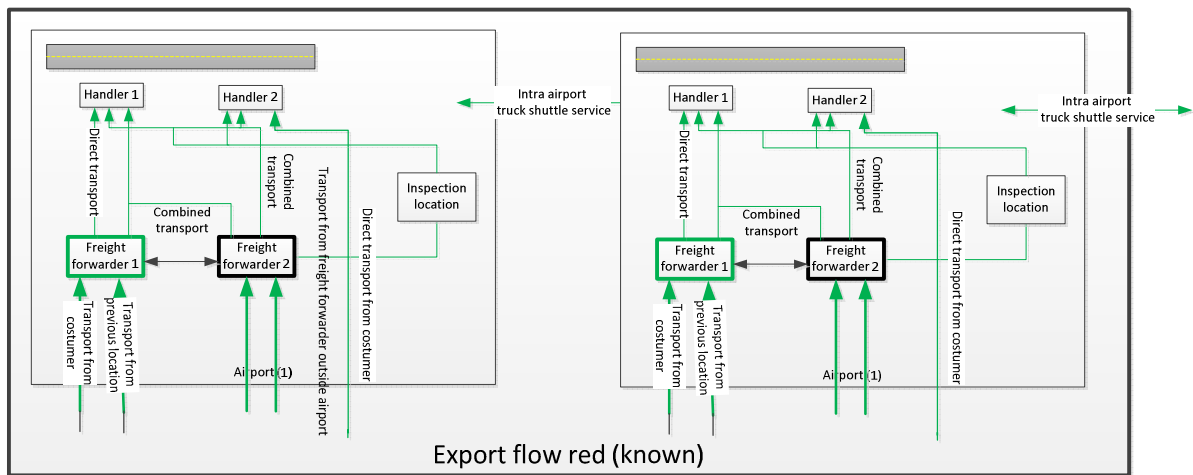 Handler 1
Handler 2
Intra airport
truck shuttle service
Direct transport
Combined
transport
Transport from freight forwarder outside airport
Direct transport from costumer
Inspection
location
Combined
transport
Freight
forwarder 1
Freight
forwarder 2
Transport from
costumer
Transport from
previous location
Airport (1)
Handler 1
Handler 2
Intra airport
truck shuttle service
Direct transport
Combined
transport
Direct transport from costumer
Inspection
location
Combined
transport
Freight
forwarder 1
Freight
forwarder 2
Transport from
costumer
Transport from
previous location
Airport (1)
Export flow red (known)